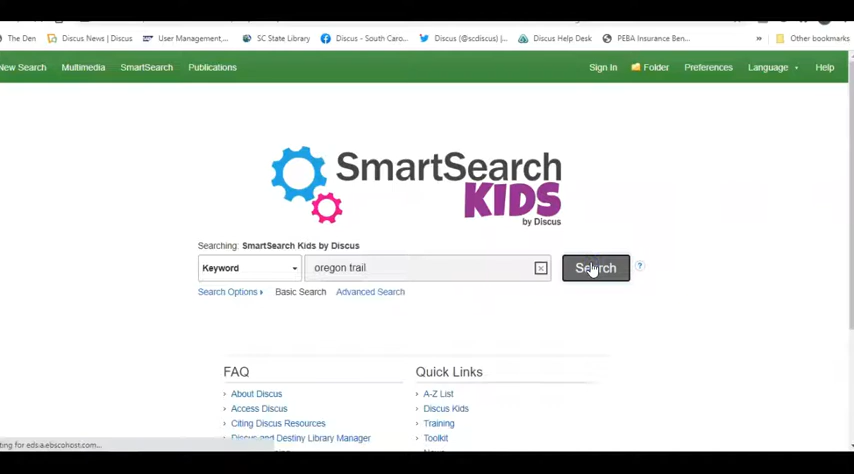 The Den Discus News | Discus User Management,... SC State Library Discus - South Caro... Discus (@scdiscus) |... Discus Help Desk PEBA Insurance Ben... » Other bookmarks
New Search Multimedia SmartSearch Publications Sign In Folder Preferences Language Help
SmartSearch
KIDS
by Discus
Searching: SmartSearch Kids by Discus
Keyword oregon trail Search ?
Search Options Basic Search Advanced Search
FAQ Quick Links
About Discus A-Z List
Access Discus Discus Kids
Citing Discus Resources Training
Discus and Destiny Library Manager Toolkit
ting for eds.a.ebscohost.com...